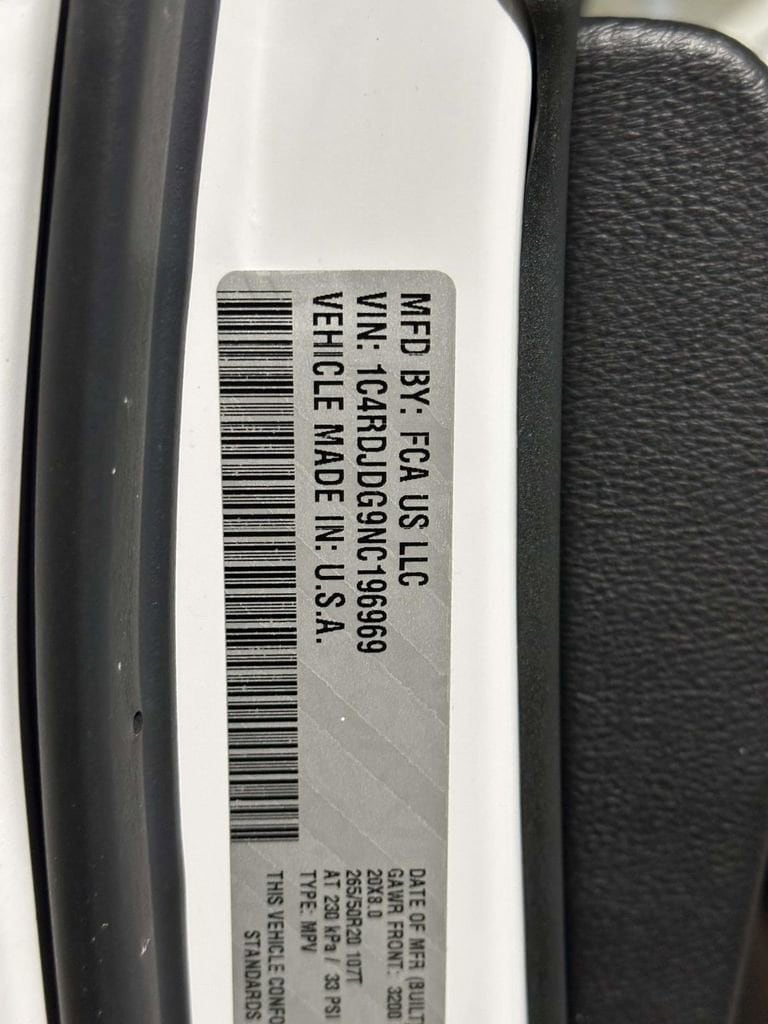 MFD BY: FCA US LLC
VIN: 1C4RDJDG9NC196969
VEHICLE MADE IN: U.S.A.
DATE OF MFR (BUILT
GAWR FRONT: 3200
20X8.0
265/50R20 107T
AT 230 kPa / 33 PSI
TYPE: MPV
THIS VEHICLE CONFO
STANDARDS